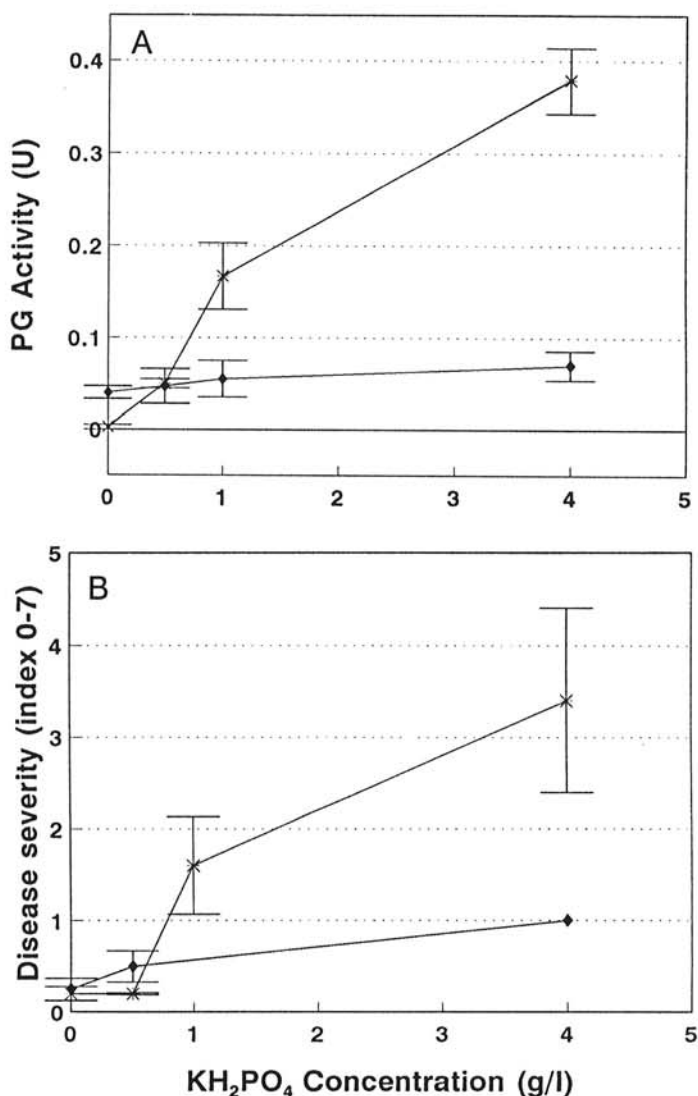 A
PG Activity (U)
0.4
0.3
0.2
0.1
0
0 1 2 3 4 5
B
Disease severity (index 0-7)
5
4
3
2
1
0
0 1 2 3 4 5
KH₂PO₄ Concentration (g/l)